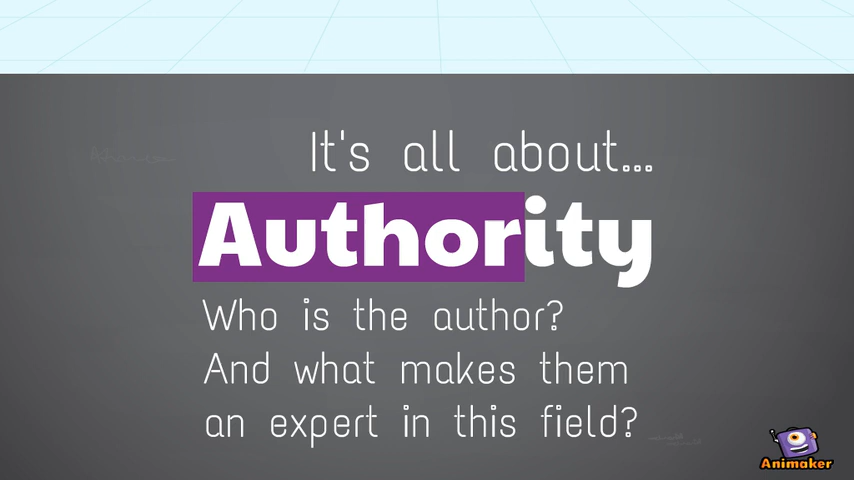 It's all about...
Authority
Who is the author?
And what makes them
an expert in this field?
Animaker